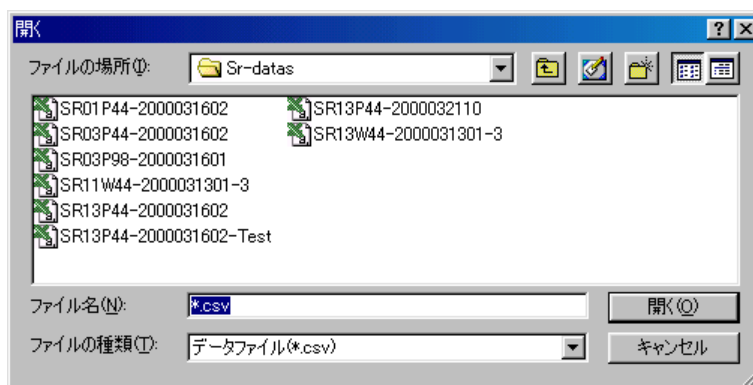 開く
ファイルの場所(I):
Sr-datas
SR01P44-2000031602
SR03P44-2000031602
SR03P98-2000031601
SR11W44-2000031301-3
SR13P44-2000031602
SR13P44-2000031602-Test
SR13P44-2000032110
SR13W44-2000031301-3
ファイル名(N):
*.csv
開く(O)
ファイルの種類(T):
データファイル(*.csv)
キャンセル